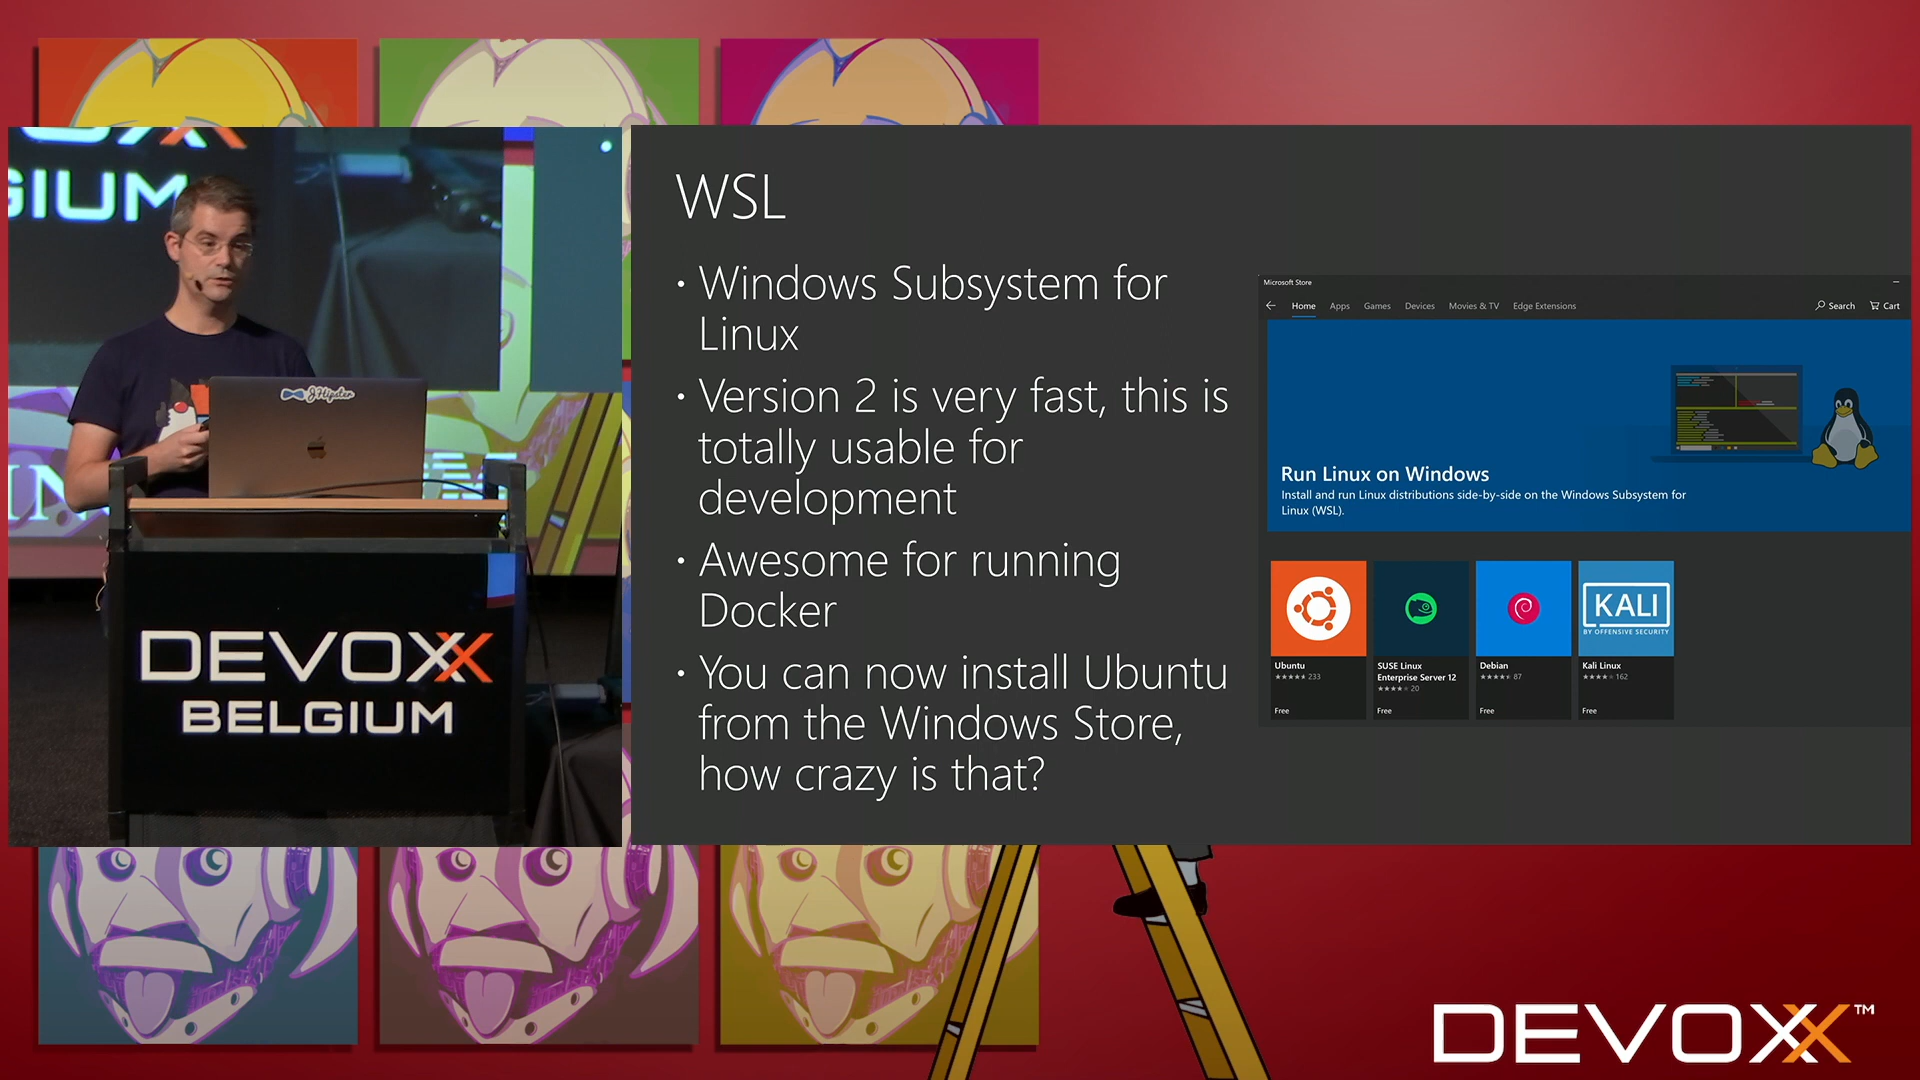 BELGIUM
JHipster
DEVOXX
BELGIUM
WSL
• Windows Subsystem for
Linux
• Version 2 is very fast, this is
totally usable for
development
• Awesome for running
Docker
• You can now install Ubuntu
from the Windows Store,
how crazy is that?
Microsoft Store
Home Apps Games Devices Movies & TV Edge Extensions Search Cart
Run Linux on Windows
Install and run Linux distributions side-by-side on the Windows Subsystem for
Linux (WSL).
KALI
BY OFFENSIVE SECURITY
Ubuntu
233
Free
SUSE Linux
Enterprise Server 12
20
Free
Debian
87
Free
Kali Linux
162
Free
DEVOXX™